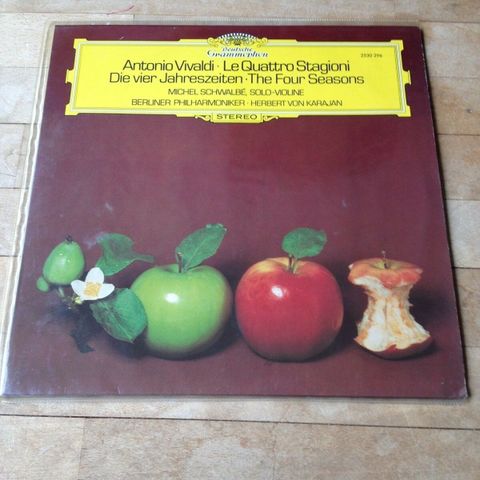 Deutsche
Grammophon
2530 296
Antonio Vivaldi · Le Quattro Stagioni
Die vier Jahreszeiten · The Four Seasons
MICHEL SCHWALBÉ, SOLO-VIOLINE
BERLINER PHILHARMONIKER · HERBERT VON KARAJAN
STEREO